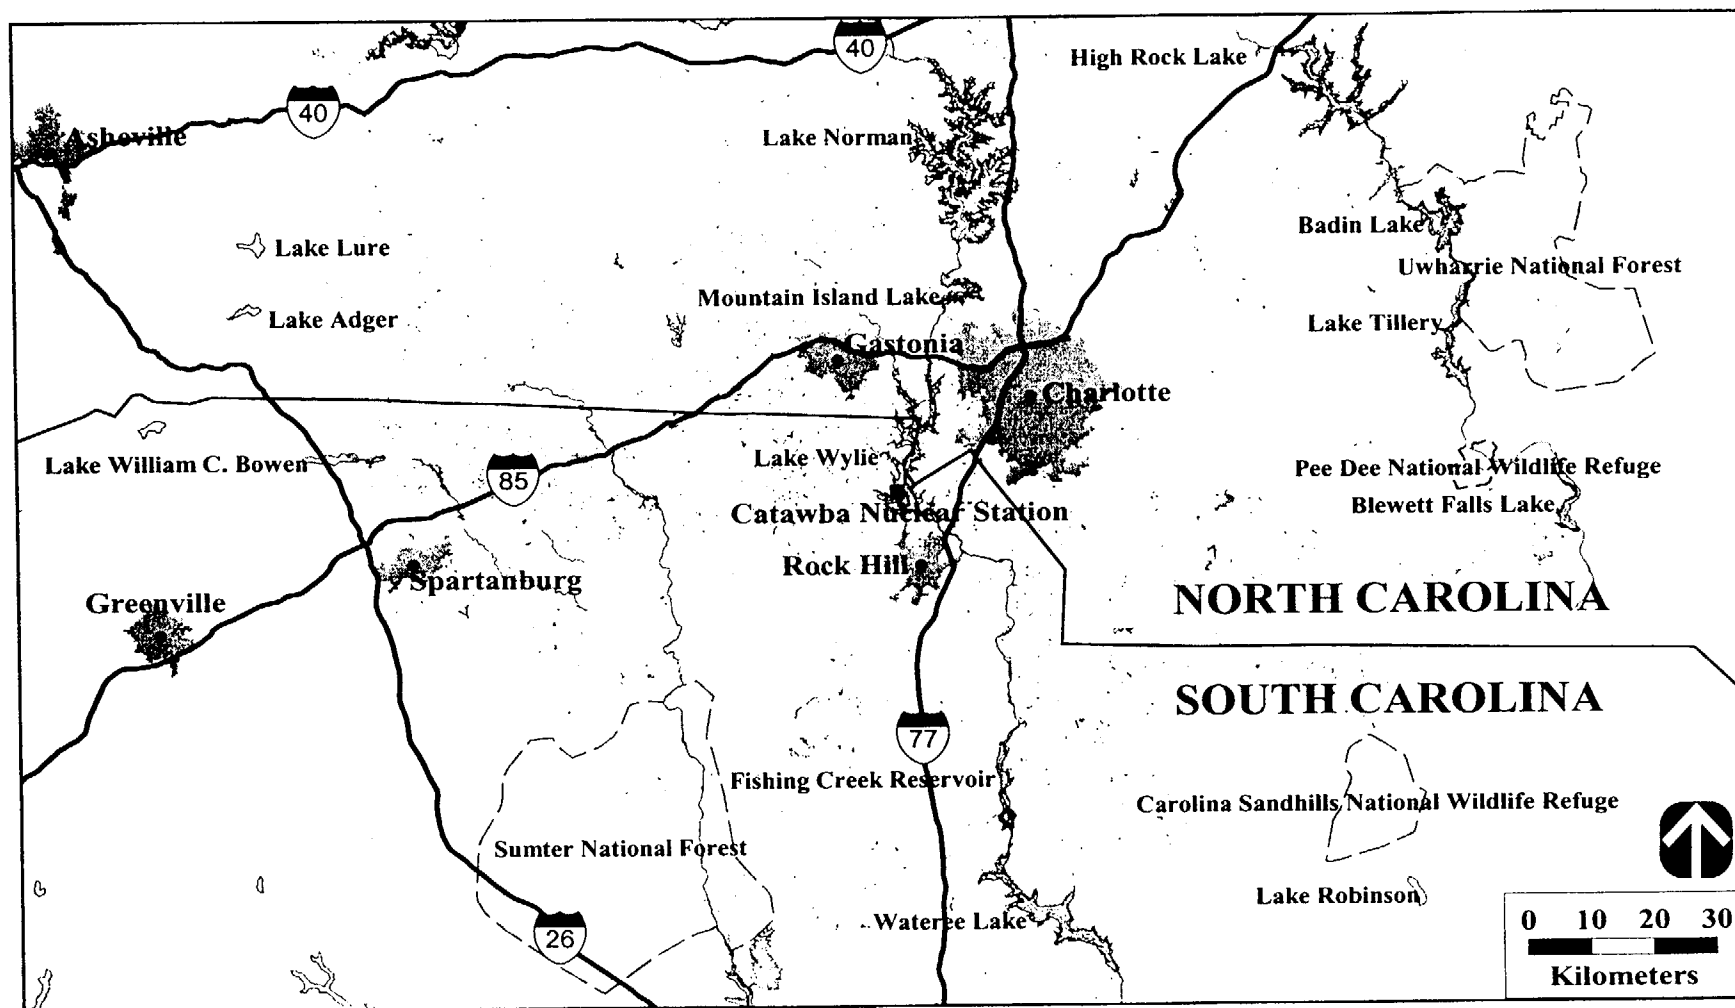 40
High Rock Lake
40
Asheville
Lake Norman
Badin Lake
Lake Lure
Uwharrie National Forest
Mountain Island Lake
Lake Adger
Lake Tillery
Gastonia
Charlotte
Lake William C. Bowen
Lake Wylie
Pee Dee National Wildlife Refuge
85
Blewett Falls Lake
Catawba Nuclear Station
Rock Hill
Spartanburg
Greenville
NORTH CAROLINA
SOUTH CAROLINA
77
Fishing Creek Reservoir
Carolina Sandhills National Wildlife Refuge
Sumter National Forest
Lake Robinson
Wateree Lake
26
0 10 20 30
Kilometers